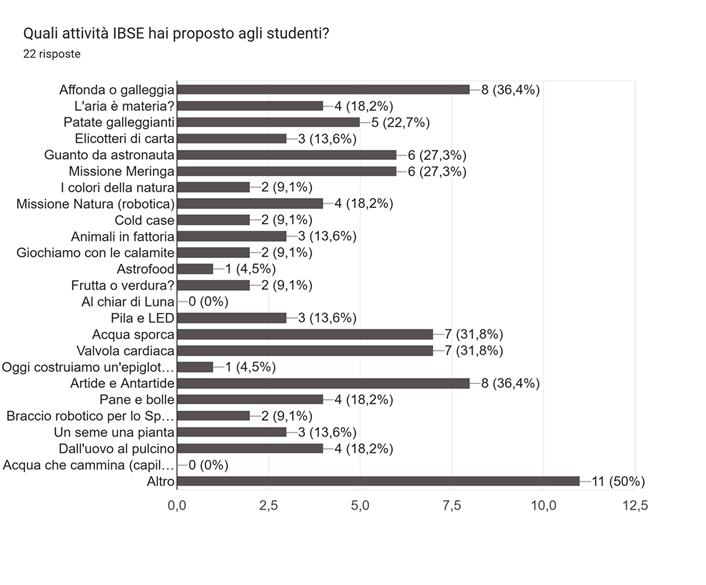 Quali attività IBSE hai proposto agli studenti?
22 risposte
Affonda o galleggia 8 (36,4%)
L'aria è materia? 4 (18,2%)
Patate galleggianti 5 (22,7%)
Elicotteri di carta 3 (13,6%)
Guanto da astronauta 6 (27,3%)
Missione Meringa 6 (27,3%)
I colori della natura 2 (9,1%)
Missione Natura (robotica) 4 (18,2%)
Cold case 2 (9,1%)
Animali in fattoria 3 (13,6%)
Giochiamo con le calamite 2 (9,1%)
Astrofood 1 (4,5%)
Frutta o verdura? 2 (9,1%)
Al chiar di Luna 0 (0%)
Pila e LED 3 (13,6%)
Acqua sporca 7 (31,8%)
Valvola cardiaca 7 (31,8%)
Oggi costruiamo un'epiglot… 1 (4,5%)
Artide e Antartide 8 (36,4%)
Pane e bolle 4 (18,2%)
Braccio robotico per lo Sp… 2 (9,1%)
Un seme una pianta 3 (13,6%)
Dall'uovo al pulcino 4 (18,2%)
Acqua che cammina (capil… 0 (0%)
Altro 11 (50%)
0,0 2,5 5,0 7,5 10,0 12,5